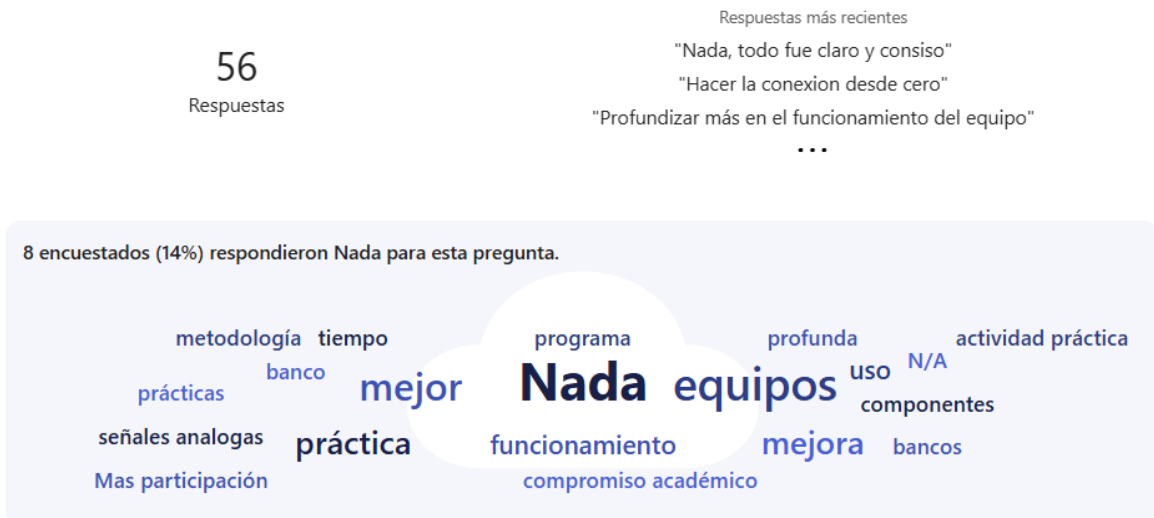 56
Respuestas
Respuestas más recientes
"Nada, todo fue claro y consiso"
"Hacer la conexion desde cero"
"Profundizar más en el funcionamiento del equipo"
...
8 encuestados (14%) respondieron Nada para esta pregunta.
metodología tiempo programa profunda actividad práctica
banco mejor Nada equipos uso N/A
prácticas componentes
señales analogas práctica funcionamiento mejora bancos
Mas participación compromiso académico